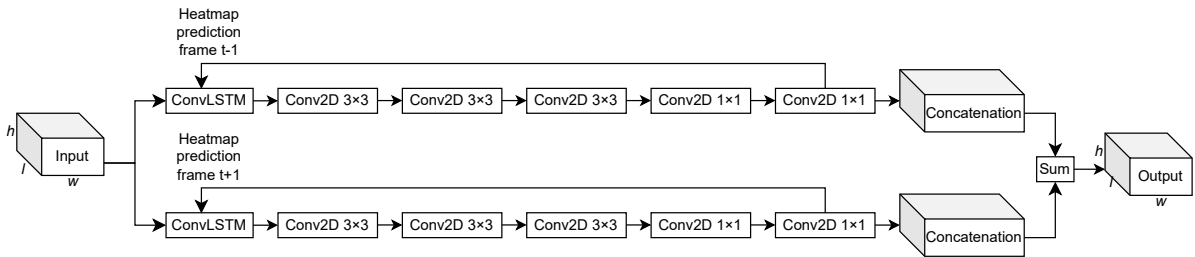 Heatmap
prediction
frame t-1
ConvLSTM
Conv2D 3×3
Conv2D 3×3
Conv2D 3×3
Conv2D 1×1
Conv2D 1×1
Concatenation
h
Input
l
w
Heatmap
prediction
frame t+1
ConvLSTM
Conv2D 3×3
Conv2D 3×3
Conv2D 3×3
Conv2D 1×1
Conv2D 1×1
Concatenation
Sum
h
Output
l
w